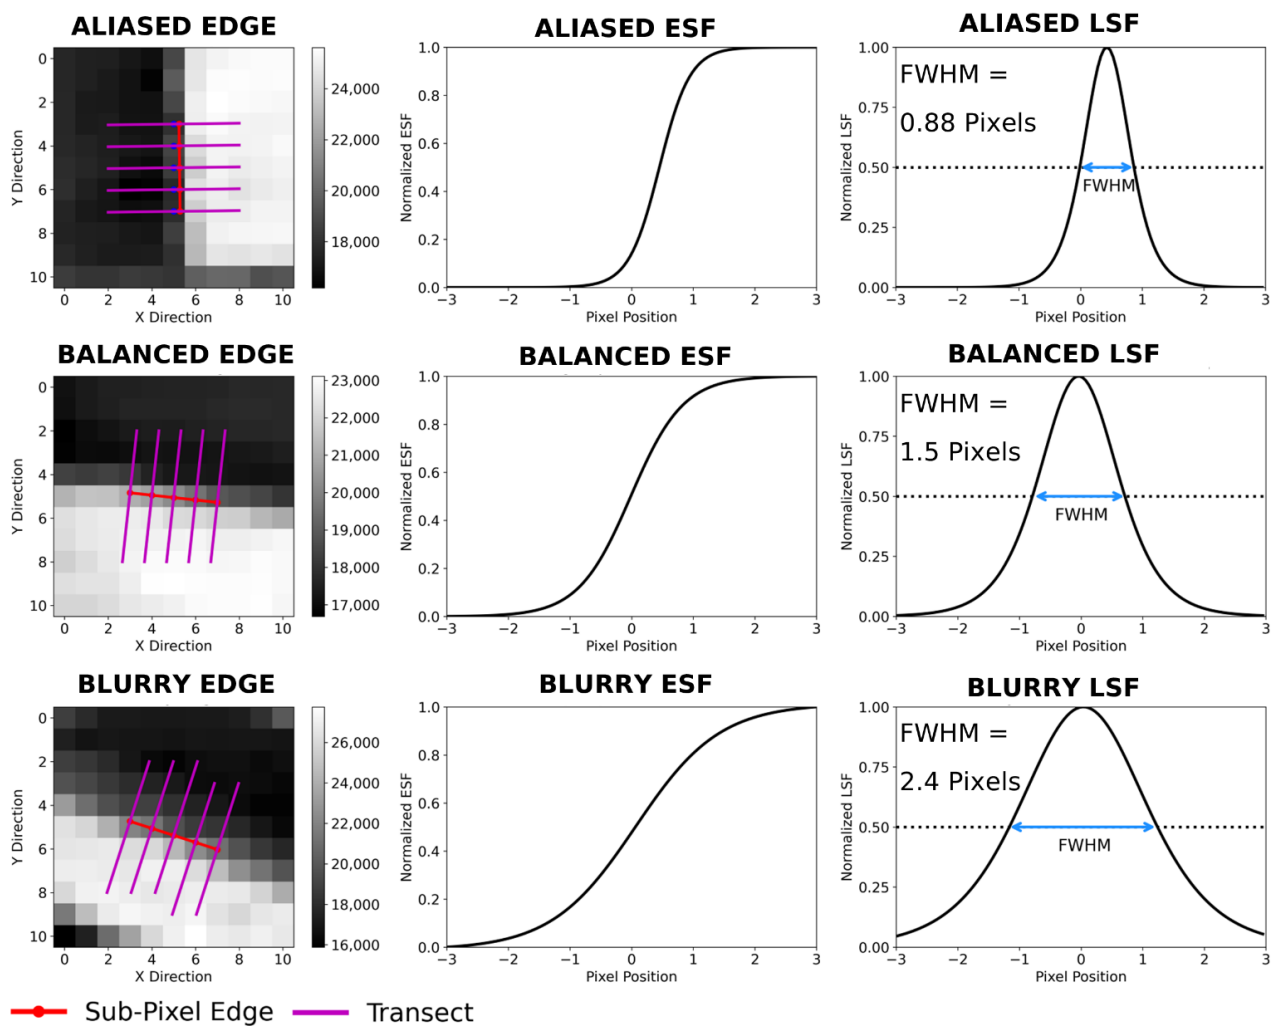 ALIASED EDGE
0
2
4
6
8
10
Y Direction
0 2 4 6 8 10
X Direction
24,000
22,000
20,000
18,000
ALIASED ESF
1.0
0.8
0.6
0.4
0.2
0.0
Normalized ESF
−3 −2 −1 0 1 2 3
Pixel Position
ALIASED LSF
1.00
0.75
0.50
0.25
0.00
Normalized LSF
FWHM =
0.88 Pixels
FWHM
−3 −2 −1 0 1 2 3
Pixel Position
BALANCED EDGE
0
2
4
6
8
10
Y Direction
0 2 4 6 8 10
X Direction
23,000
22,000
21,000
20,000
19,000
18,000
17,000
BALANCED ESF
1.0
0.8
0.6
0.4
0.2
0.0
Normalized ESF
−3 −2 −1 0 1 2 3
Pixel Position
BALANCED LSF
1.00
0.75
0.50
0.25
0.00
Normalized LSF
FWHM =
1.5 Pixels
FWHM
−3 −2 −1 0 1 2 3
Pixel Position
BLURRY EDGE
0
2
4
6
8
10
Y Direction
0 2 4 6 8 10
X Direction
26,000
24,000
22,000
20,000
18,000
16,000
BLURRY ESF
1.0
0.8
0.6
0.4
0.2
0.0
Normalized ESF
−3 −2 −1 0 1 2 3
Pixel Position
BLURRY LSF
1.00
0.75
0.50
0.25
0.00
Normalized LSF
FWHM =
2.4 Pixels
FWHM
−3 −2 −1 0 1 2 3
Pixel Position
Sub-Pixel Edge Transect